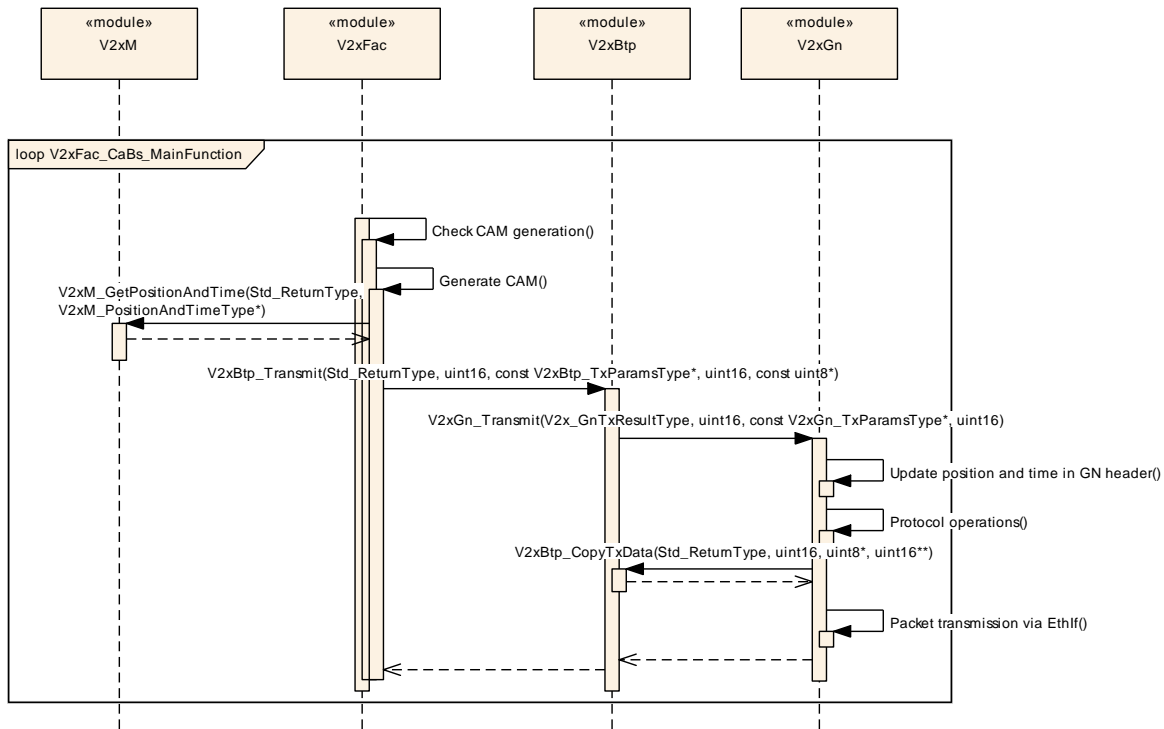 «module»
V2xM
«module»
V2xFac
«module»
V2xBtp
«module»
V2xGn
loop V2xFac_CaBs_MainFunction
Check CAM generation()
Generate CAM()
V2xM_GetPositionAndTime(Std_ReturnType,
V2xM_PositionAndTimeType*)
V2xBtp_Transmit(Std_ReturnType, uint16, const V2xBtp_TxParamsType*, uint16, const uint8*)
V2xGn_Transmit(V2x_GnTxResultType, uint16, const V2xGn_TxParamsType*, uint16)
Update position and time in GN header()
Protocol operations()
V2xBtp_CopyTxData(Std_ReturnType, uint16, uint8*, uint16**)
Packet transmission via EthIf()